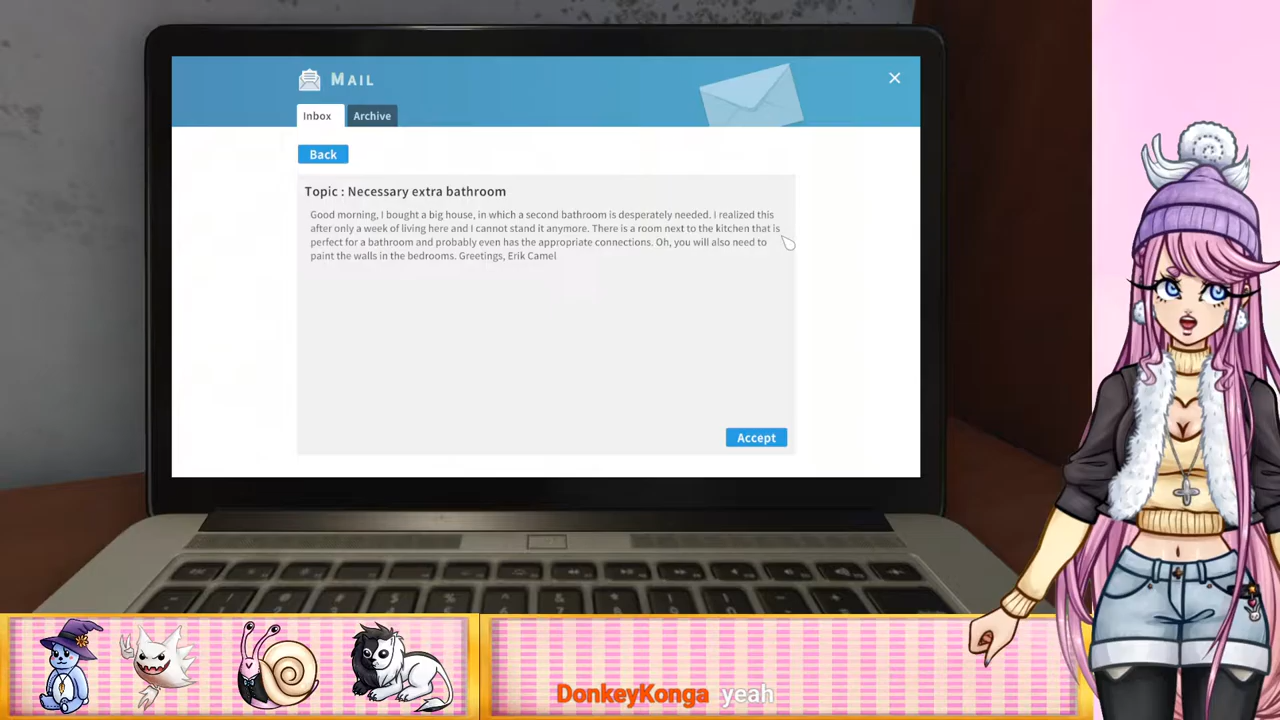 MAIL
Inbox Archive
Back
Topic : Necessary extra bathroom
Good morning, I bought a big house, in which a second bathroom is desperately needed. I realized this
after only a week of living here and I cannot stand it anymore. There is a room next to the kitchen that is
perfect for a bathroom and probably even has the appropriate connections. Oh, you will also need to
paint the walls in the bedrooms. Greetings, Erik Camel
Accept
DonkeyKonga yeah